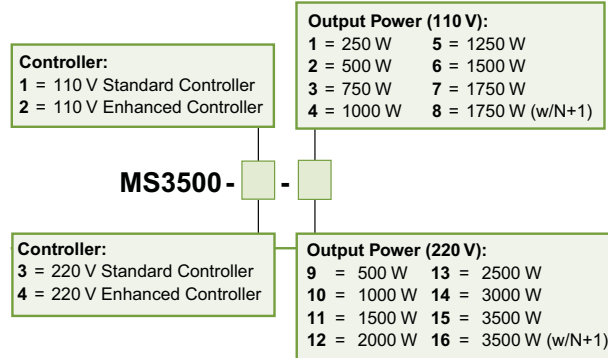 Output Power (110 V):
1 = 250 W 5 = 1250 W
2 = 500 W 6 = 1500 W
3 = 750 W 7 = 1750 W
4 = 1000 W 8 = 1750 W (w/N+1)
Controller:
1 = 110 V Standard Controller
2 = 110 V Enhanced Controller
MS3500 - -
Controller:
3 = 220 V Standard Controller
4 = 220 V Enhanced Controller
Output Power (220 V):
9 = 500 W 13 = 2500 W
10 = 1000 W 14 = 3000 W
11 = 1500 W 15 = 3500 W
12 = 2000 W 16 = 3500 W (w/N+1)